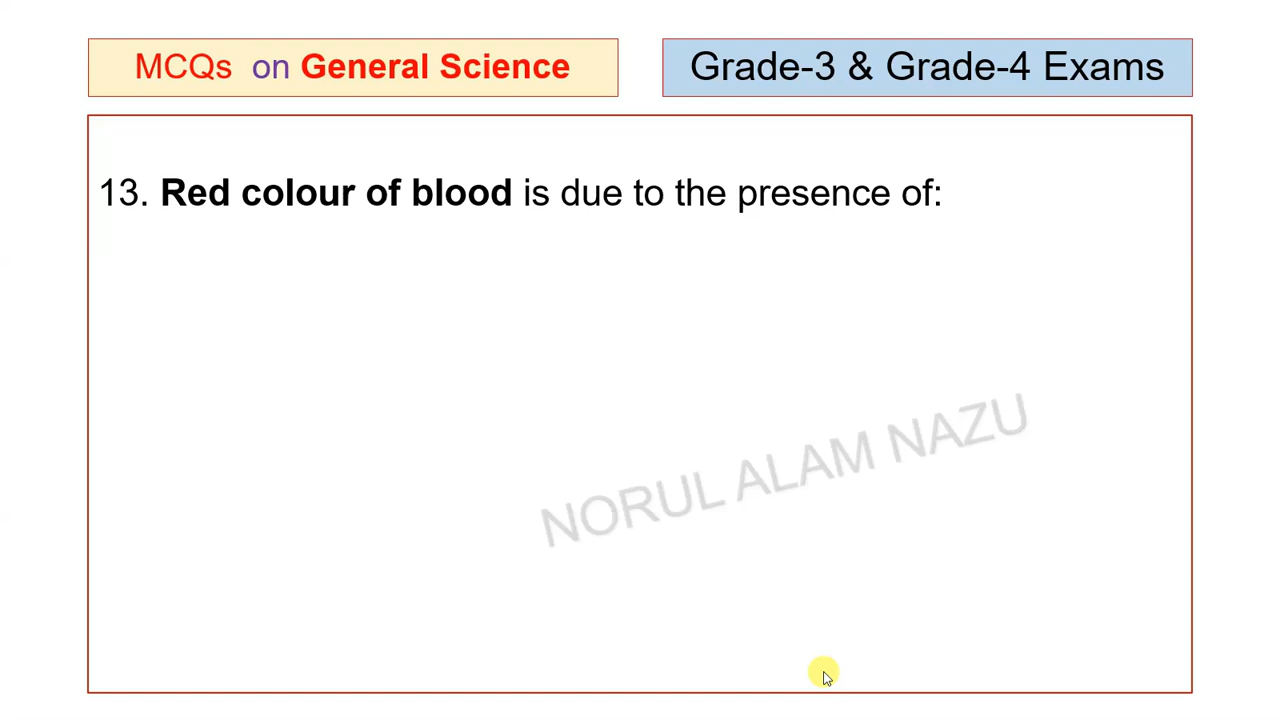 MCQs on General Science
Grade-3 & Grade-4 Exams
13. Red colour of blood is due to the presence of:
NORUL ALAM NAZU